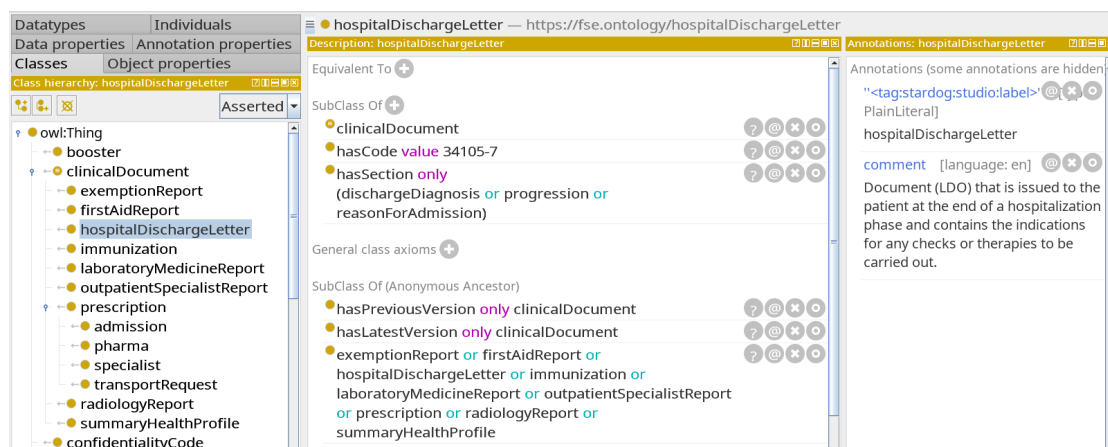 Datatypes Individuals
Data properties Annotation properties
Classes Object properties
Class hierarchy: hospitalDischargeLetter
Asserted
owl:Thing
booster
clinicalDocument
exemptionReport
firstAidReport
hospitalDischargeLetter
immunization
laboratoryMedicineReport
outpatientSpecialistReport
prescription
admission
pharma
specialist
transportRequest
radiologyReport
summaryHealthProfile
confidentialityCode
hospitalDischargeLetter — https://fse.ontology/hospitalDischargeLetter
Description: hospitalDischargeLetter
Equivalent To
SubClass Of
clinicalDocument
hasCode value 34105-7
hasSection only
(dischargeDiagnosis or progression or
reasonForAdmission)
General class axioms
SubClass Of (Anonymous Ancestor)
hasPreviousVersion only clinicalDocument
hasLatestVersion only clinicalDocument
exemptionReport or firstAidReport or
hospitalDischargeLetter or immunization or
laboratoryMedicineReport or outpatientSpecialistReport
or prescription or radiologyReport or
summaryHealthProfile
Annotations: hospitalDischargeLetter
Annotations (some annotations are hidden)
''<tag:stardog:studio:label>'
PlainLiteral]
hospitalDischargeLetter
comment [language: en]
Document (LDO) that is issued to the
patient at the end of a hospitalization
phase and contains the indications
for any checks or therapies to be
carried out.